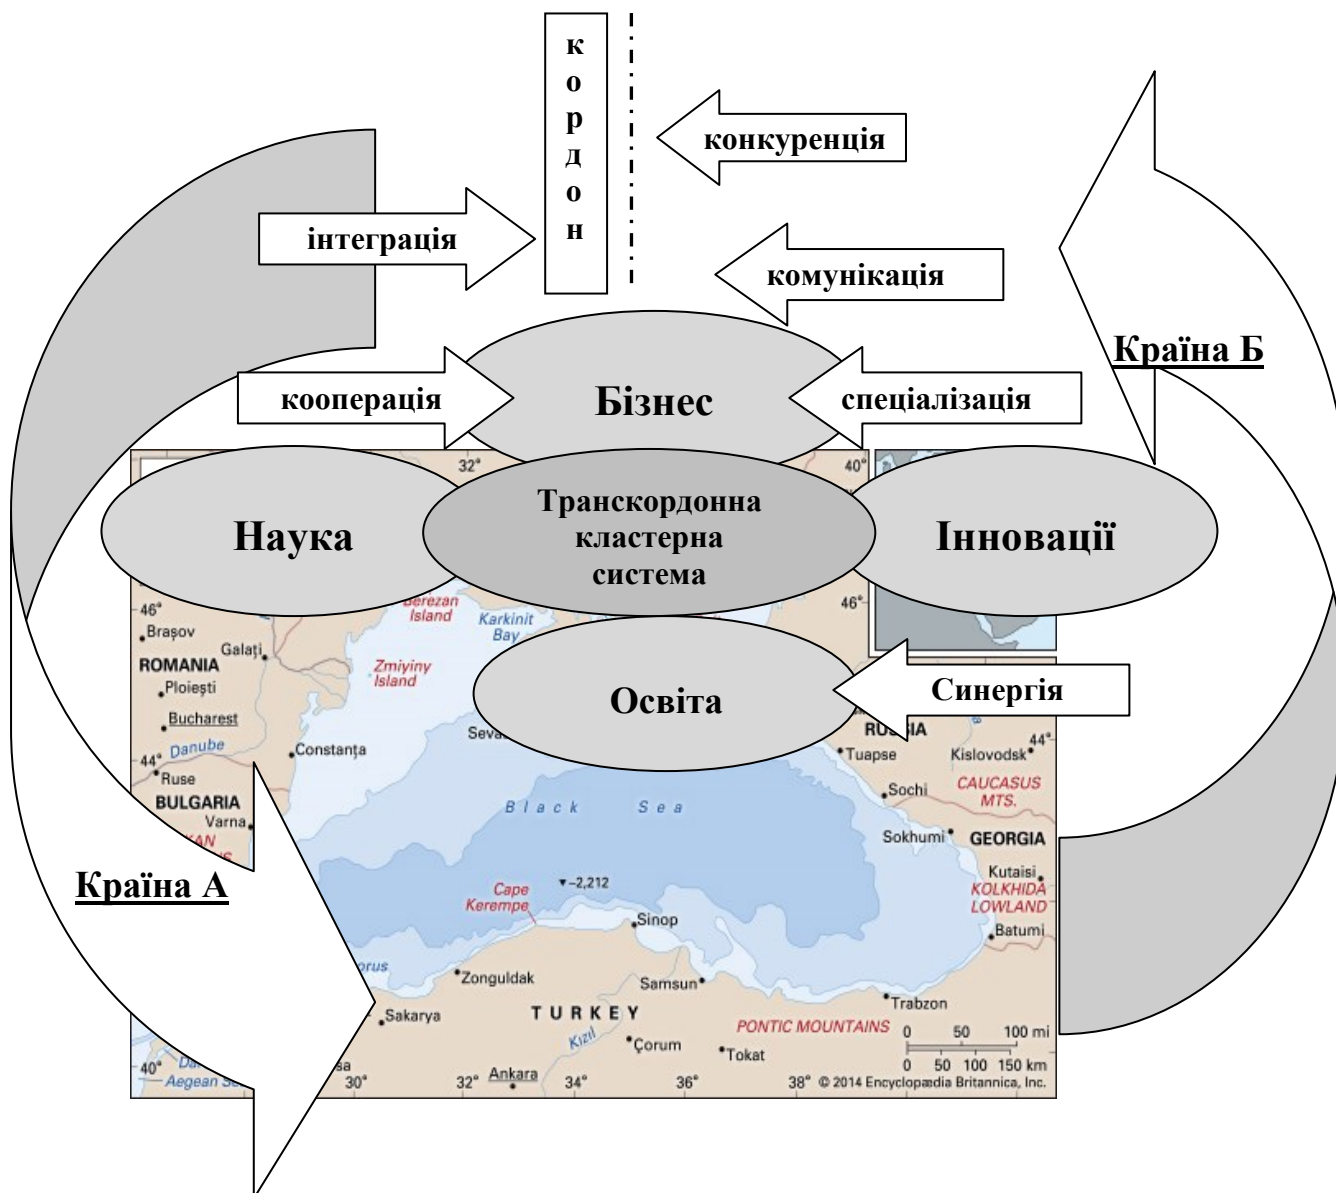 кордон
конкуренція
інтеграція
комунікація
Країна Б
кооперація
Бізнес
спеціалізація
32°
40°
Наука
Транскордонна
кластерна
система
Інновації
46°
Berezan
Island
Karkinit
Bay
46°
Brașov
ROMANIA
Galați
Zmiyiny
Island
Ploiești
Bucharest
Освіта
Синергія
Danube
Constanța
44°
Ruse
BULGARIA
Varna
Tuapse
Kislovodsk
44°
Sochi
CAUCASUS
MTS.
Black Sea
Sokhumi
GEORGIA
Kutaisi
KOLKHIDA
LOWLAND
Batumi
Країна А
-2,212
Cape
Kerempe
Sinop
Zonguldak
Samsun
Trabzon
Sakarya
TURKEY
Kızıl
PONTIC MOUNTAINS
0 50 100 mi
Çorum
Tokat
0 50 100 150 km
40°
Aegean
Ankara
30°
32°
34°
36°
38°
© 2014 Encyclopædia Britannica, Inc.